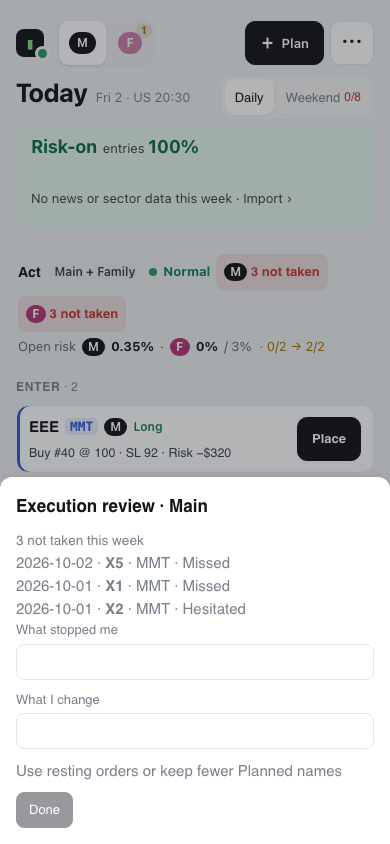 M F 1 + Plan ...
Today Fri 2 · US 20:30 Daily Weekend 0/8
Risk-on entries 100%
No news or sector data this week · Import ›
Act Main + Family Normal M 3 not taken
F 3 not taken
Open risk M 0.35% · F 0% / 3% · 0/2 → 2/2
ENTER · 2
EEE MMT M Long
Buy #40 @ 100 · SL 92 · Risk −$320
Place
Execution review · Main
3 not taken this week
2026-10-02 · X5 · MMT · Missed
2026-10-01 · X1 · MMT · Missed
2026-10-01 · X2 · MMT · Hesitated
What stopped me
What I change
Use resting orders or keep fewer Planned names
Done